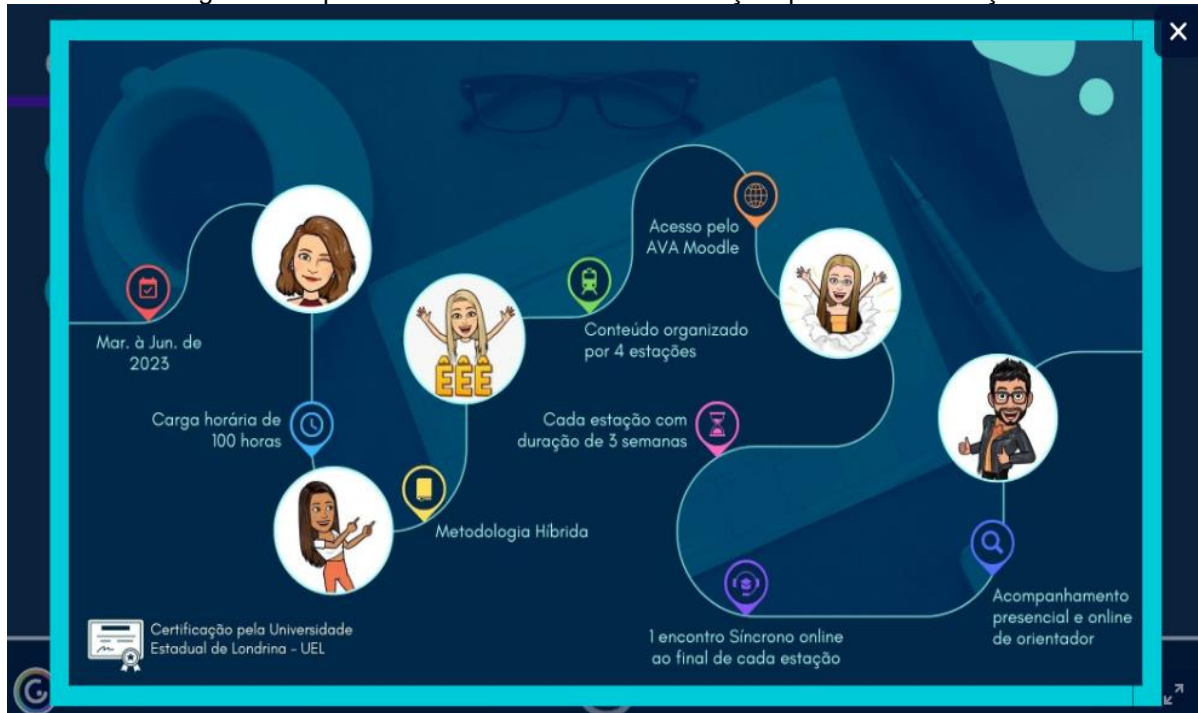 Mar. à Jun. de
2023
Carga horária de
100 horas
Metodologia Híbrida
ÊÊÊ
Conteúdo organizado
por 4 estações
Acesso pelo
AVA Moodle
Cada estação com
duração de 3 semanas
1 encontro Síncrono online
ao final de cada estação
Acompanhamento
presencial e online
de orientador
Certificação pela Universidade
Estadual de Londrina - UEL